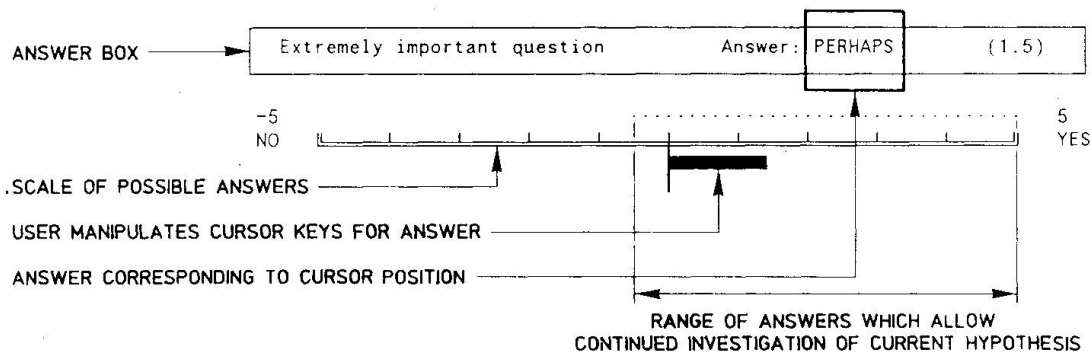 ANSWER BOX
Extremely important question Answer: PERHAPS (1.5)
-5 5
NO YES
.SCALE OF POSSIBLE ANSWERS
USER MANIPULATES CURSOR KEYS FOR ANSWER
ANSWER CORRESPONDING TO CURSOR POSITION
RANGE OF ANSWERS WHICH ALLOW
CONTINUED INVESTIGATION OF CURRENT HYPOTHESIS